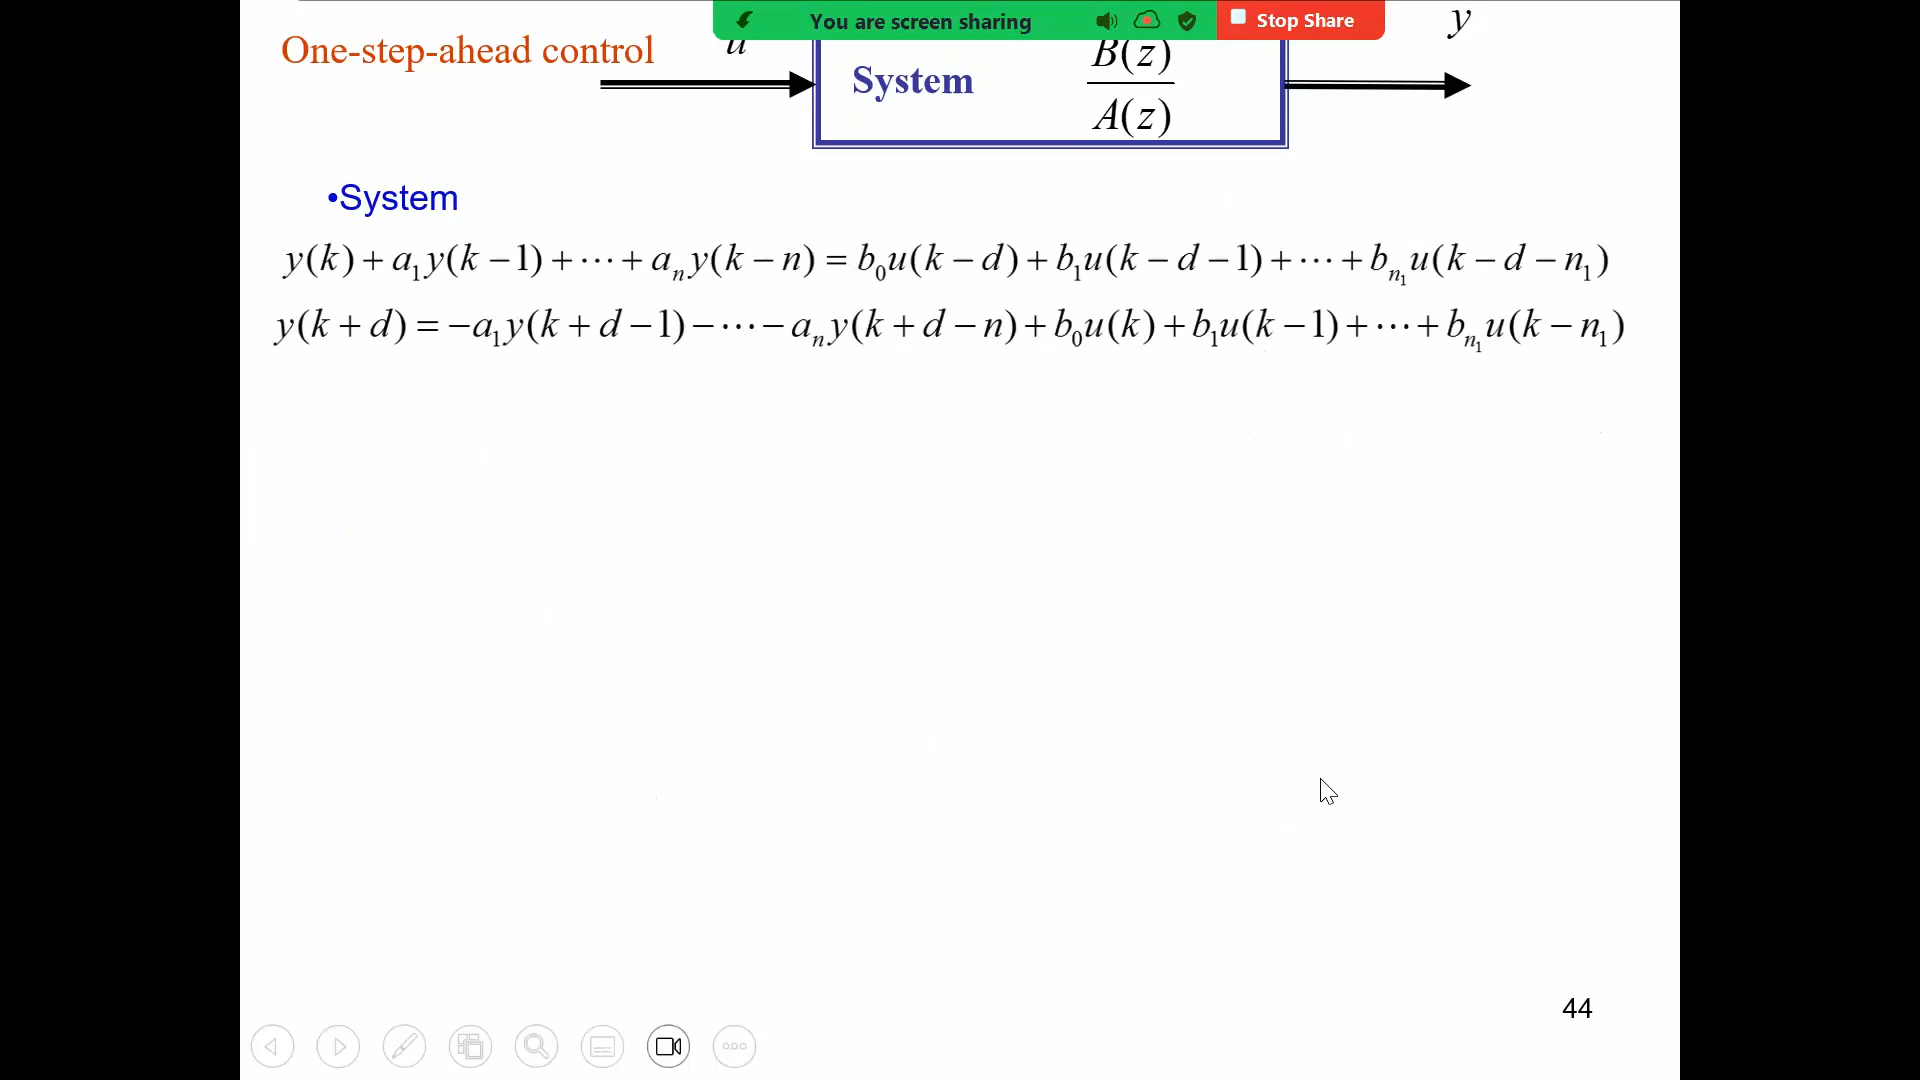 You are screen sharing
Stop Share
One-step-ahead control
u
System
B(z)
A(z)
y
•System
y(k) + a₁y(k − 1) + ··· + aₙy(k − n) = b₀u(k − d) + b₁u(k − d − 1) + ··· + bₙ₁u(k − d − n₁)
y(k + d) = −a₁y(k + d − 1) − ··· − aₙy(k + d − n) + b₀u(k) + b₁u(k − 1) + ··· + bₙ₁u(k − n₁)
44